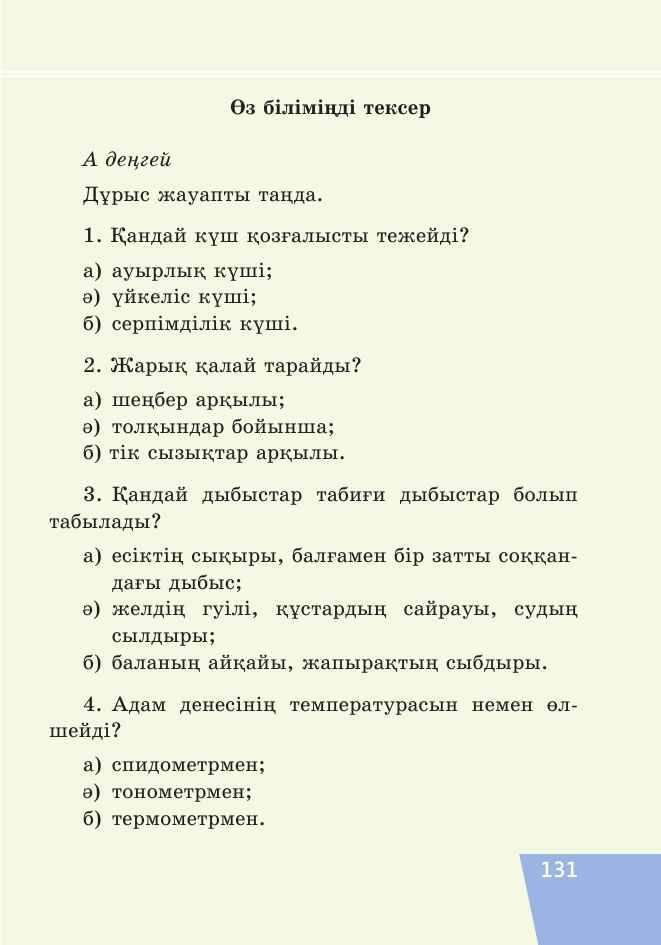 Өз біліміңді тексер
А деңгей
Дұрыс жауапты таңда.
1. Қандай күш қозғалысты тежейді?
а) ауырлық күші;
ә) үйкеліс күші;
б) серпімділік күші.
2. Жарық қалай тарайды?
а) шеңбер арқылы;
ә) толқындар бойынша;
б) тік сызықтар арқылы.
3. Қандай дыбыстар табиғи дыбыстар болып
табылады?
а) есіктің сықыры, балғамен бір затты соққан-
дағы дыбыс;
ә) желдің гуілі, құстардың сайрауы, судың
сылдыры;
б) баланың айқайы, жапырақтың сыбдыры.
4. Адам денесінің температурасын немен өл-
шейді?
а) спидометрмен;
ә) тонометрмен;
б) термометрмен.
131